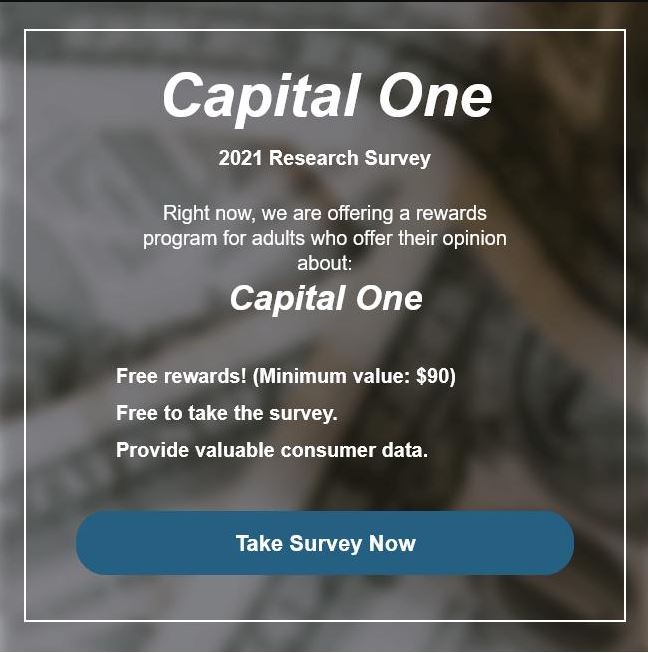 Capital One
2021 Research Survey
Right now, we are offering a rewards
program for adults who offer their opinion
about:
Capital One
Free rewards! (Minimum value: $90)
Free to take the survey.
Provide valuable consumer data.
Take Survey Now